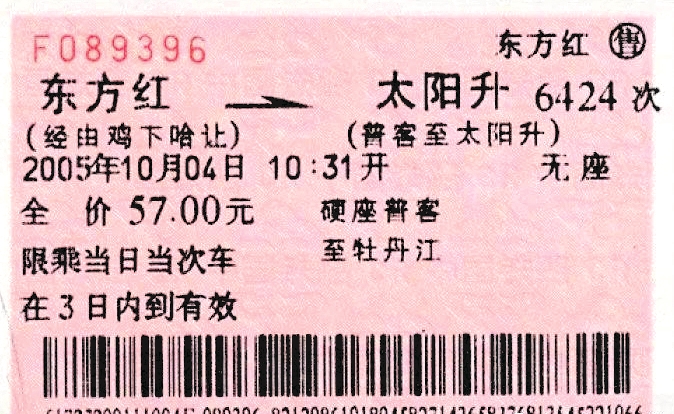 F089396
东方红 售
东方红 太阳升 6424次
(经由鸡下哈让) (普客至太阳升)
2005年10月04日 10:31开 无座
全 价 57.00元 硬座普客
至牡丹江
限乘当日当次车
在3日内到有效